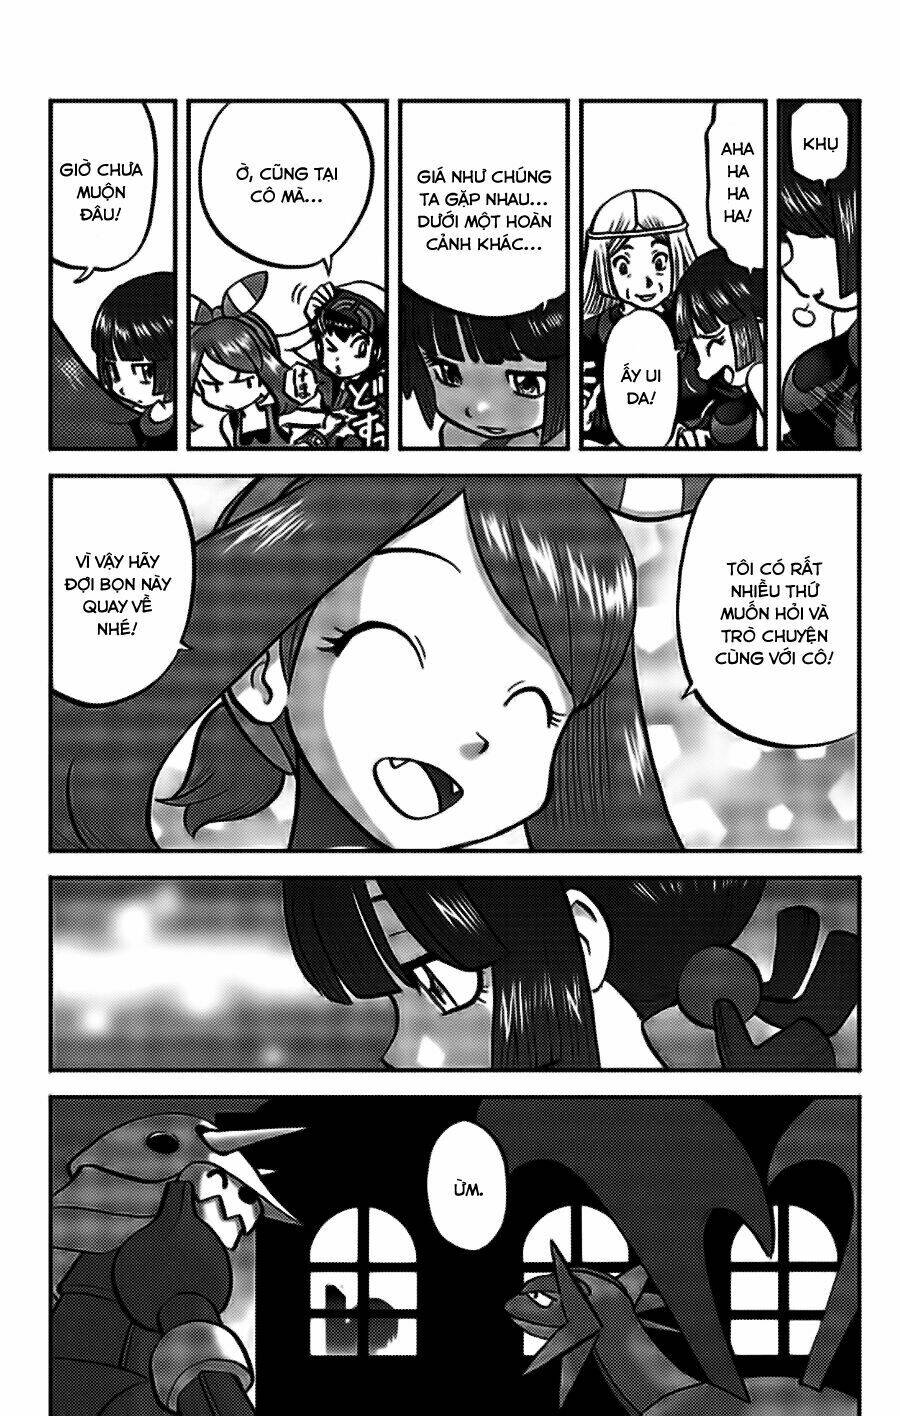 KHỤ
AHA
HA
HA
HA!
ẤY UI
DA!
GIÁ NHƯ CHÚNG
TA GẶP NHAU...
DƯỚI MỘT HOÀN
CẢNH KHÁC...
Ờ, CŨNG TẠI
CÔ MÀ...
GIỜ CHƯA
MUỘN
ĐÂU!
TÔI CÓ RẤT
NHIỀU THỨ
MUỐN HỎI VÀ
TRÒ CHUYỆN
CÙNG VỚI CÔ!
VÌ VẬY HÃY
ĐỢI BỌN NÀY
QUAY VỀ
NHÉ!
ỪM.